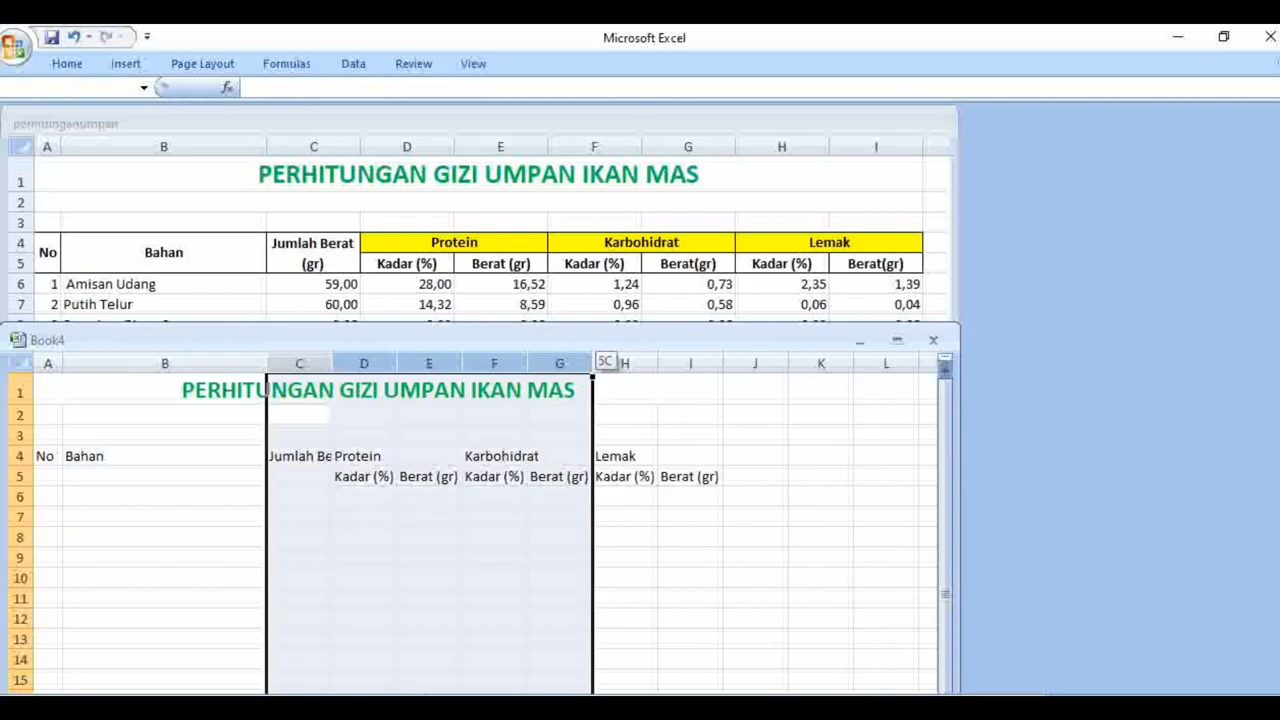 Microsoft Excel
Home Insert Page Layout Formulas Data Review View
fx
perhitunganumpan
A B C D E F G H I
1 PERHITUNGAN GIZI UMPAN IKAN MAS
2
3
4 No Bahan Jumlah Berat Protein Karbohidrat Lemak
5 (gr) Kadar (%) Berat (gr) Kadar (%) Berat(gr) Kadar (%) Berat(gr)
6 1 Amisan Udang 59,00 28,00 16,52 1,24 0,73 2,35 1,39
7 2 Putih Telur 60,00 14,32 8,59 0,96 0,58 0,06 0,04
Book4
A B C D E F G 5C H I J K L
1 PERHITUNGAN GIZI UMPAN IKAN MAS
2
3
4 No Bahan Jumlah Be Protein Karbohidrat Lemak
5 Kadar (%) Berat (gr) Kadar (%) Berat (gr) Kadar (%) Berat (gr)
6
7
8
9
10
11
12
13
14
15